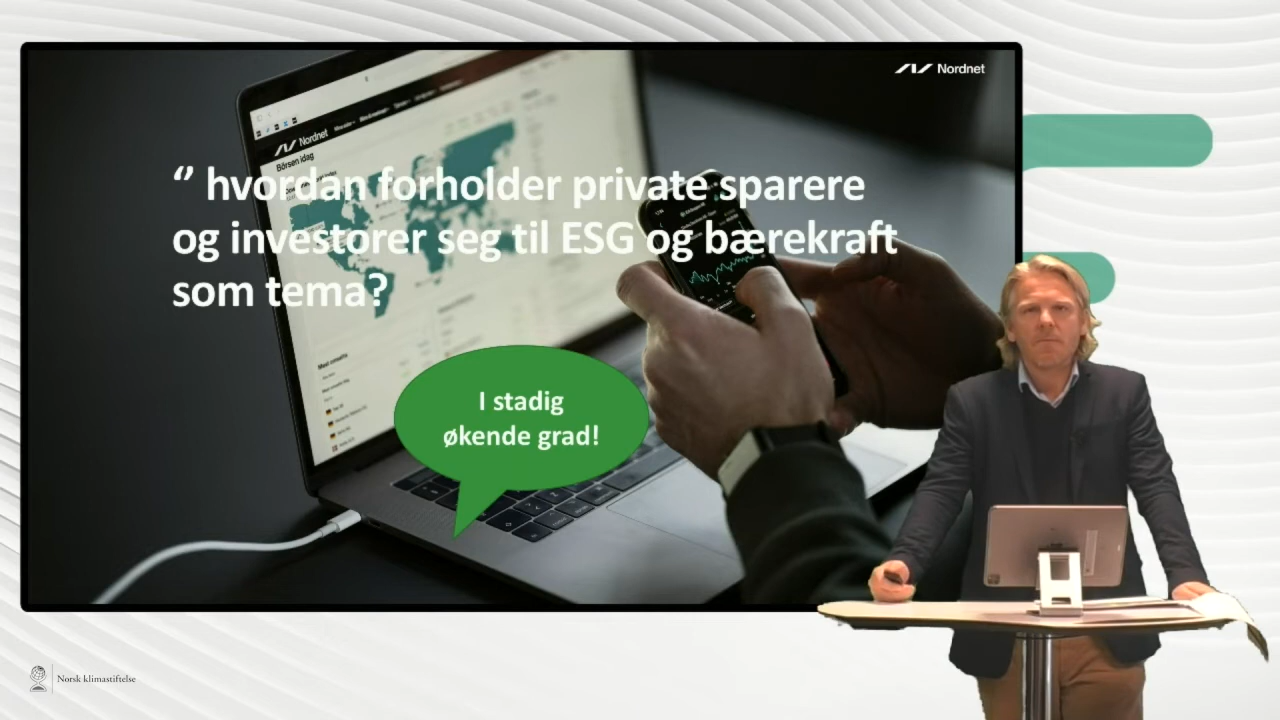 Nordnet
‘’ hvordan forholder private sparere
og investorer seg til ESG og bærekraft
som tema?
Nordnet
Börsen idag
I stadig
økende grad!
Norsk klimastiftelse